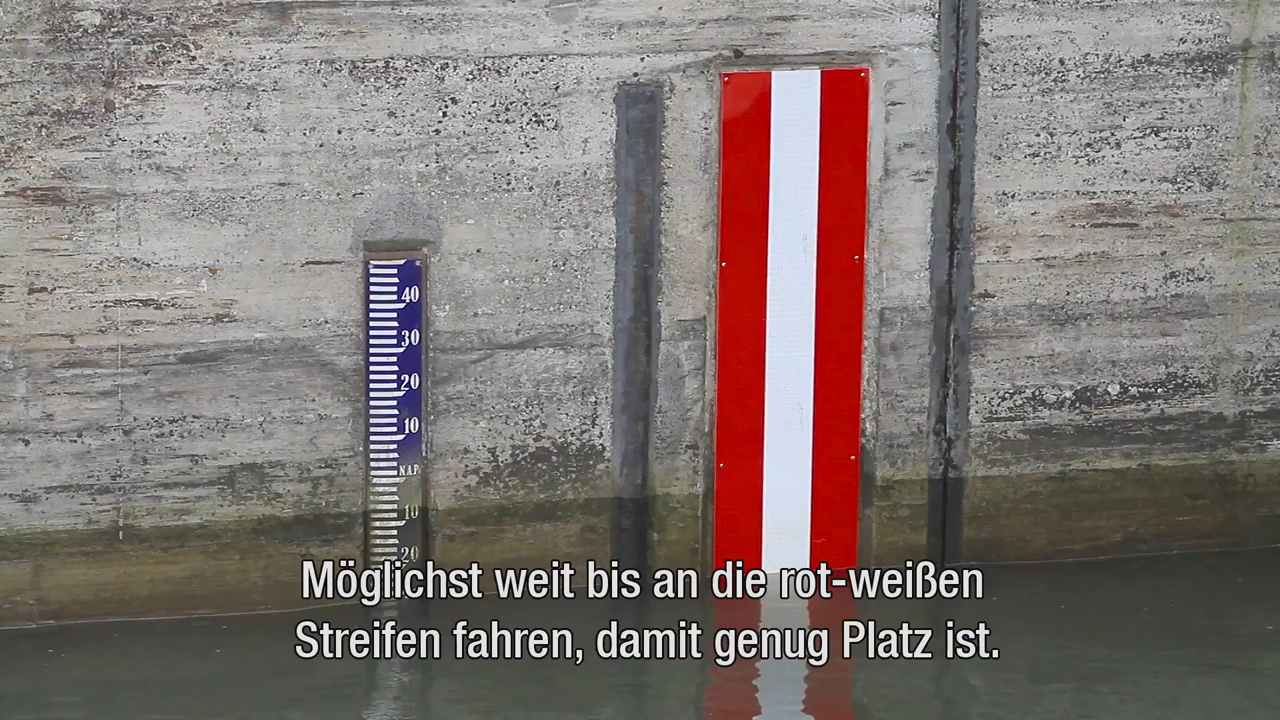 40
30
20
10
NAP
10
20
Möglichst weit bis an die rot-weißen
Streifen fahren, damit genug Platz ist.